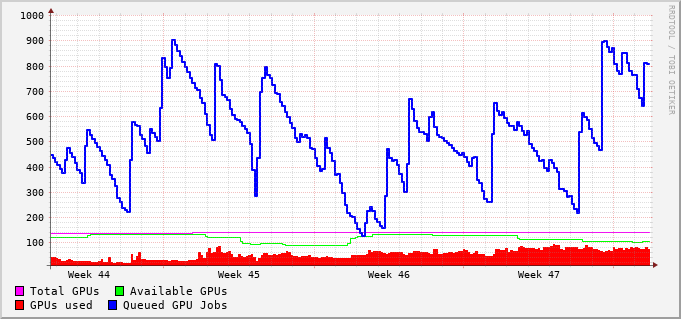 1000
900
800
700
600
500
400
300
200
100
Week 44 Week 45 Week 46 Week 47
Total GPUs Available GPUs
GPUs used Queued GPU Jobs
RRDTOOL / TOBI OETIKER